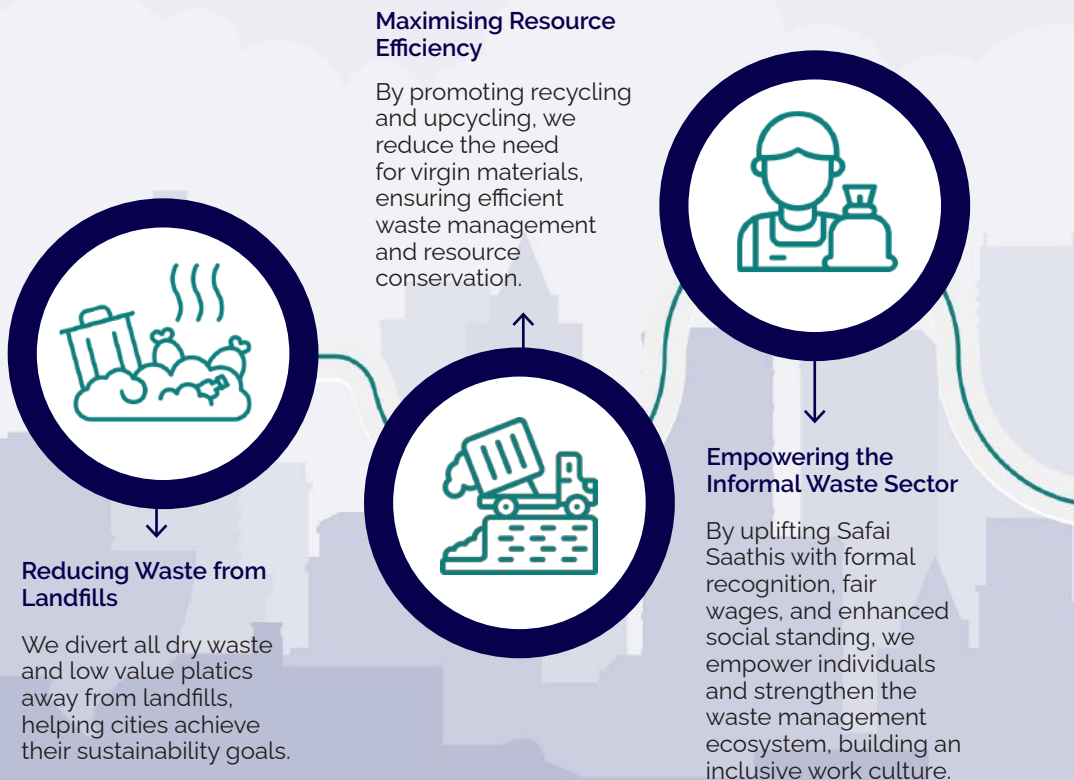 Maximising Resource
Efficiency
By promoting recycling
and upcycling, we
reduce the need
for virgin materials,
ensuring efficient
waste management
and resource
conservation.
Reducing Waste from
Landfills
We divert all dry waste
and low value platics
away from landfills,
helping cities achieve
their sustainability goals.
Empowering the
Informal Waste Sector
By uplifting Safai
Saathis with formal
recognition, fair
wages, and enhanced
social standing, we
empower individuals
and strengthen the
waste management
ecosystem, building an
inclusive work culture.